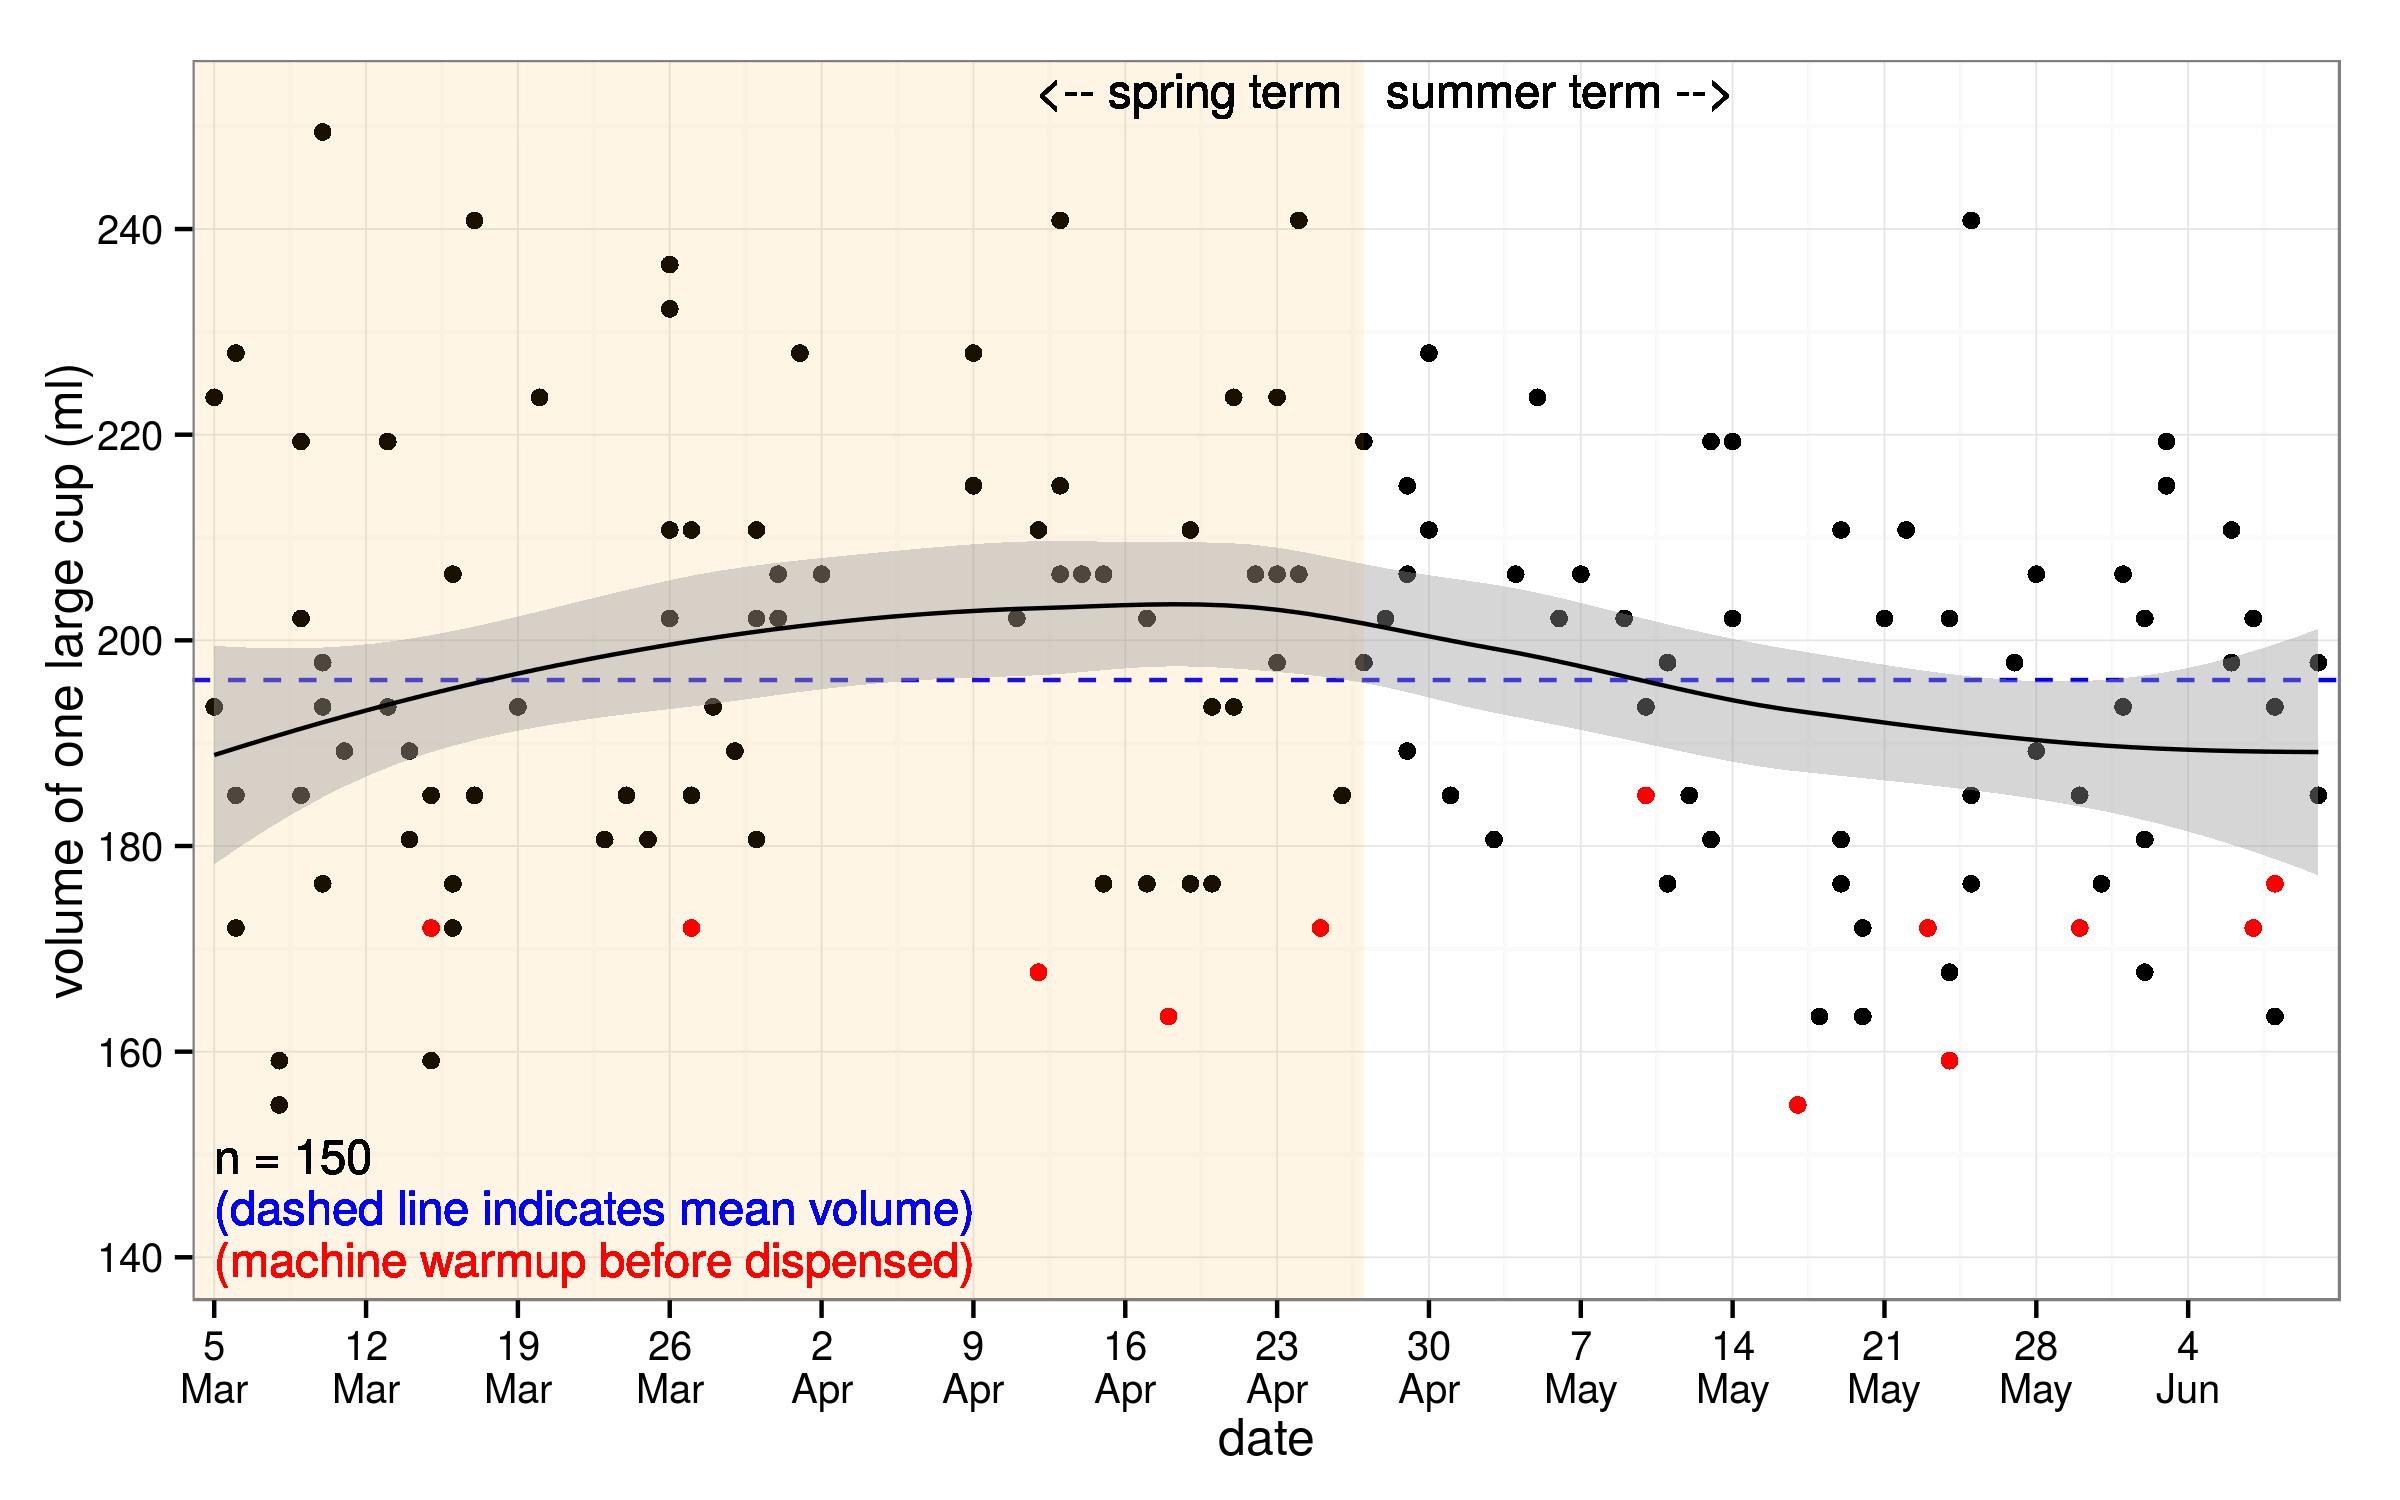 <-- spring term summer term -->
volume of one large cup (ml)
240
220
200
180
160
140
n = 150
(dashed line indicates mean volume)
(machine warmup before dispensed)
5 12 19 26 2 9 16 23 30 7 14 21 28 4
Mar Mar Mar Mar Apr Apr Apr Apr Apr May May May May Jun
date